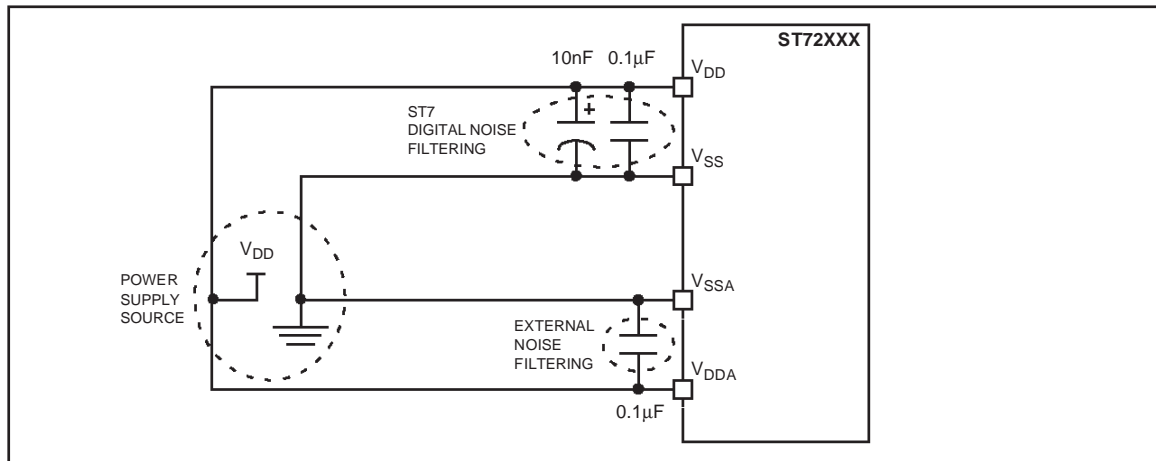 ST72XXX
10nF 0.1μF
VDD
+
ST7
DIGITAL NOISE
FILTERING
VSS
VDD
POWER
SUPPLY
SOURCE
VSSA
EXTERNAL
NOISE
FILTERING
VDDA
0.1μF